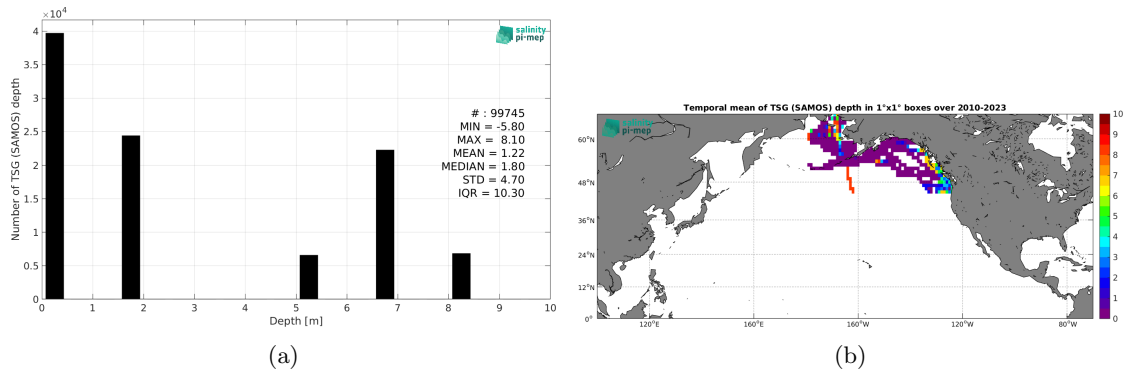 ×10⁴
4
3.5
3
2.5
2
1.5
1
0.5
0
Number of TSG (SAMOS) depth
salinity
pi-mep
# : 99745
MIN = -5.80
MAX = 8.10
MEAN = 1.22
MEDIAN = 1.80
STD = 4.70
IQR = 10.30
0 1 2 3 4 5 6 7 8 9 10
Depth [m]
(a)
Temporal mean of TSG (SAMOS) depth in 1°x1° boxes over 2010-2023
salinity
pi-mep
60°N
48°N
36°N
24°N
12°N
0°
120°E 160°E 160°W 120°W 80°W
10
9
8
7
6
5
4
3
2
1
0
(b)